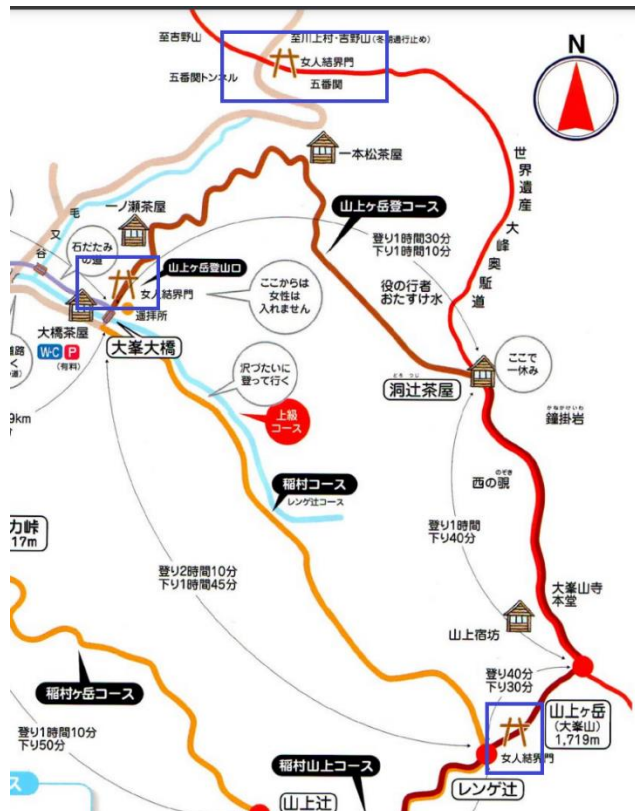 至吉野山
至川上村・吉野山(冬期通行止め)
女人結界門
五番関トンネル
五番関
N
一本松茶屋
世界遺産 大峰奥駈道
一ノ瀬茶屋
山上ヶ岳登コース
毛又谷
石だたみ
の道
登り1時間30分
下り1時間10分
山上ヶ岳登山口
女人結界門
ここからは
女性は
入れません
役の行者
おたすけ水
遥拝所
大橋茶屋
W・C P
(有料)
大峯大橋
ここで
一休み
どろつじ
洞辻茶屋
沢づたいに
登って行く
9km
上級
コース
かねかけいわ
鐘掛岩
のぞき
西の覗
稲村コース
レンゲ辻コース
力峠
17m
登り1時間
下り40分
登り2時間10分
下り1時間45分
大峯山寺
本堂
山上宿坊
登り40分
下り30分
稲村ヶ岳コース
山上ヶ岳
(大峯山)
1,719m
登り1時間10分
下り50分
女人結界門
稲村山上コース
レンゲ辻
ス
山上辻